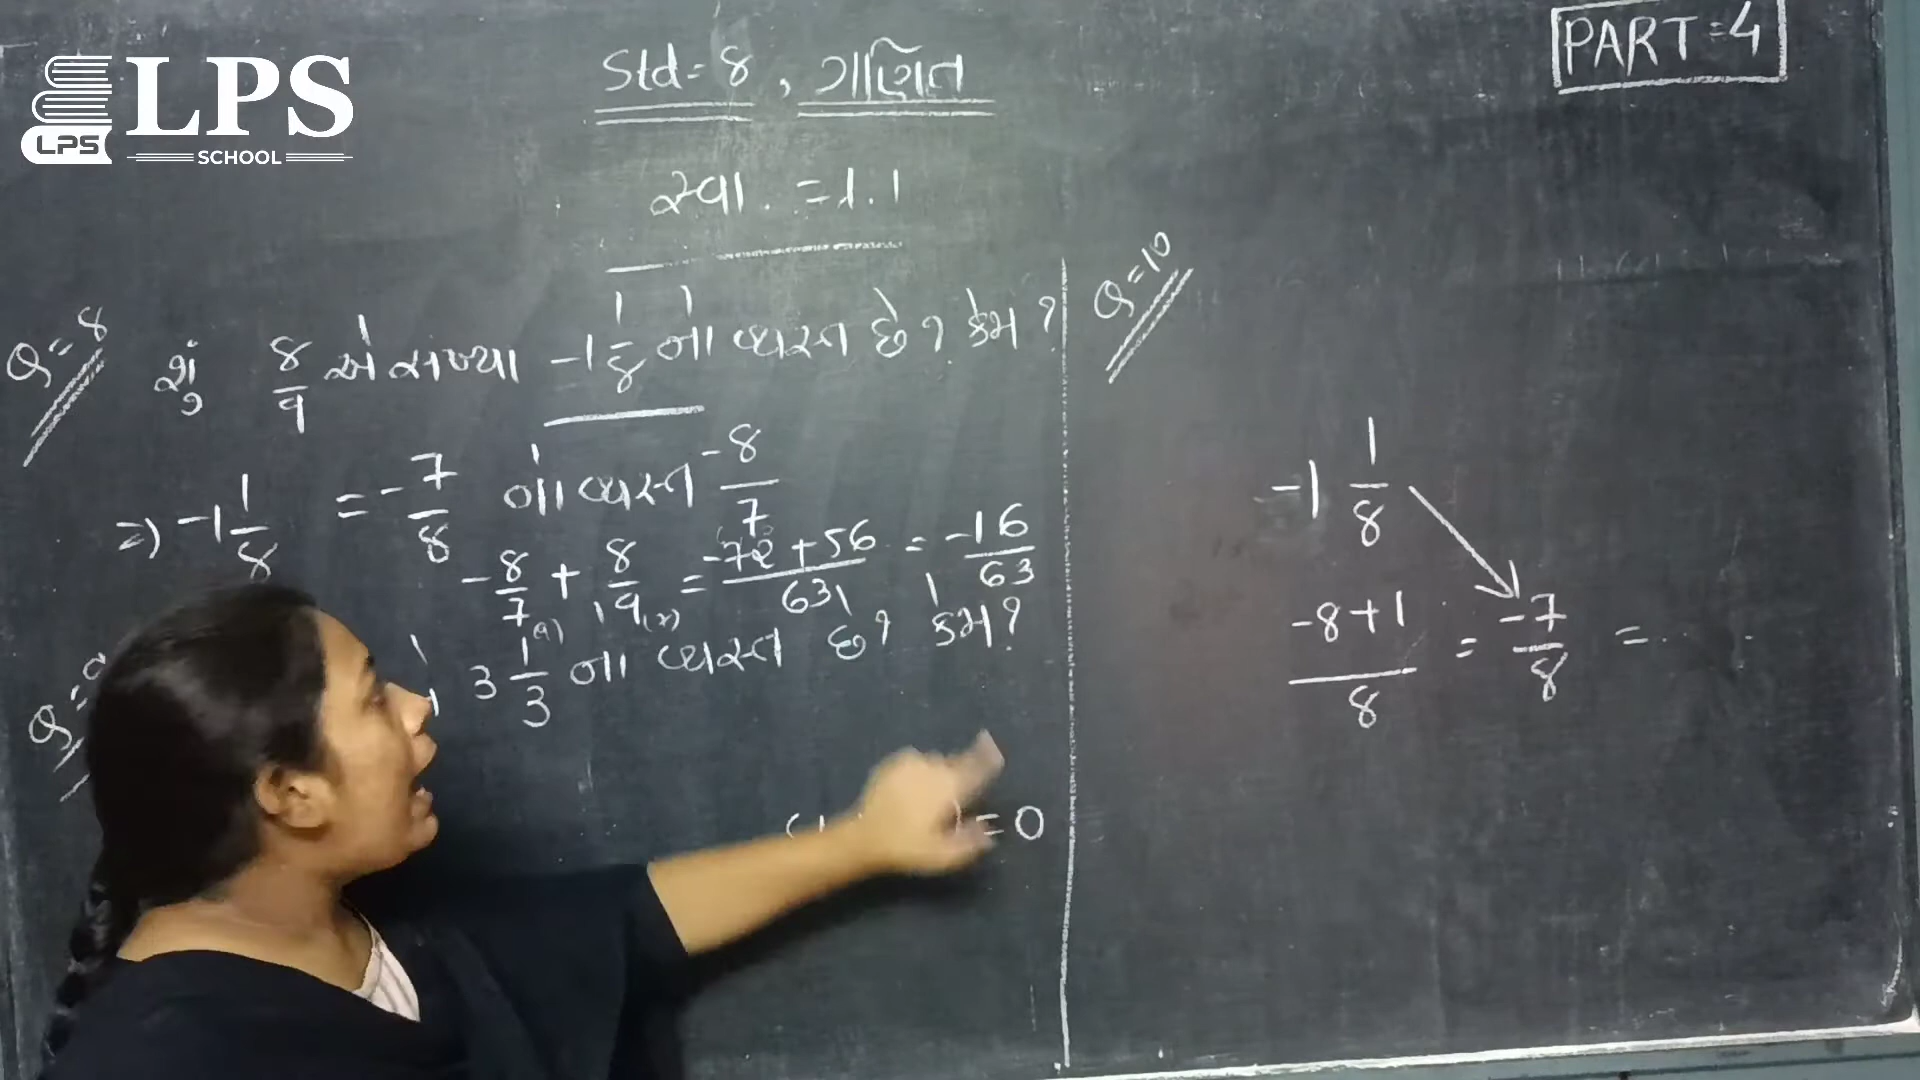 LPS
LPS
SCHOOL
Std = 8 , ગણિત
PART = 4
સ્વા. = 1.1
Q = 8
શું 8/9 એ સંખ્યા -1 1/8 નો વ્યસ્ત છે? કેમ?
=) -1 1/8 = -7/8 નો વ્યસ્ત -8/7
-8/7 + 8/9 = -72 + 56 / 63 = -16/63
3 1/3 નો વ્યસ્ત છે? કેમ?
= 0
Q = 10
-1 1/8
-8+1 / 8 = -7/8 =